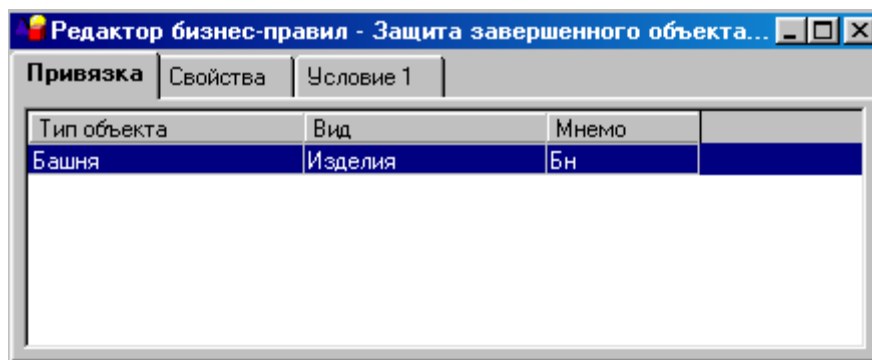 Редактор бизнес-правил - Защита завершенного объекта...
Привязка Свойства Условие 1
Тип объекта Вид Мнемо
Башня Изделия Бн